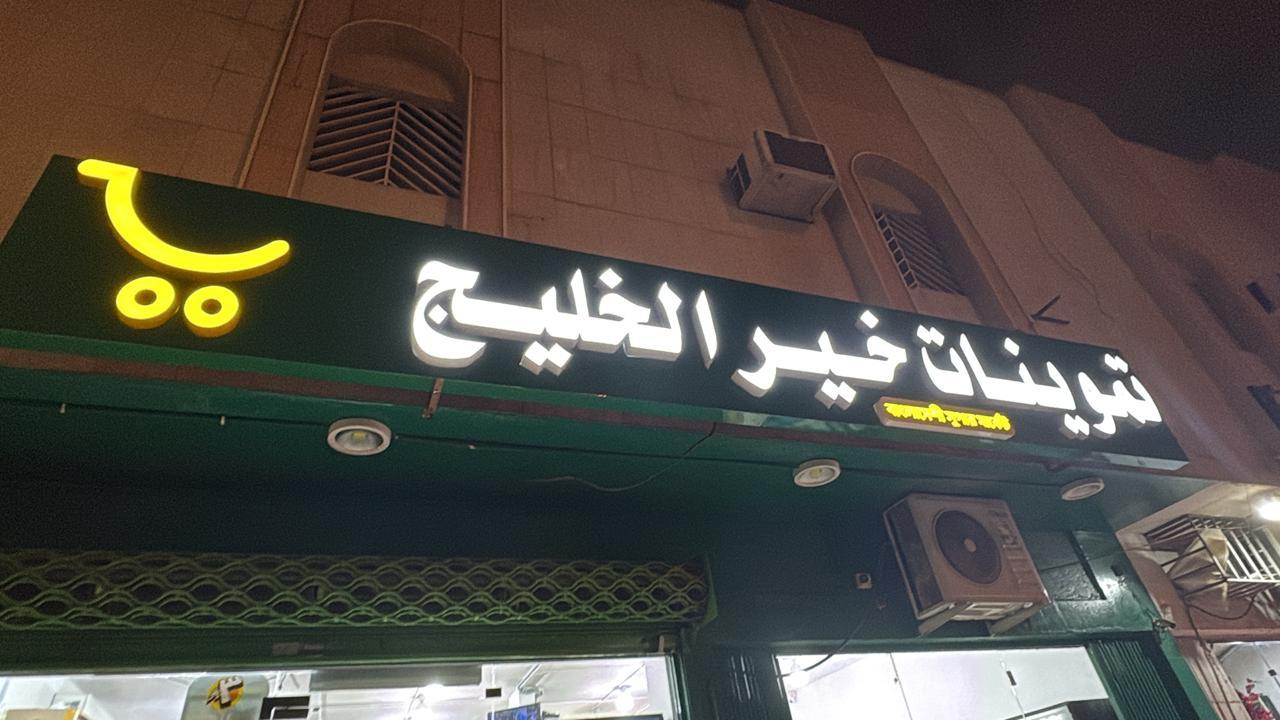 تموينات خير الخليج
বাংলাদেশী সুপার মার্কেট